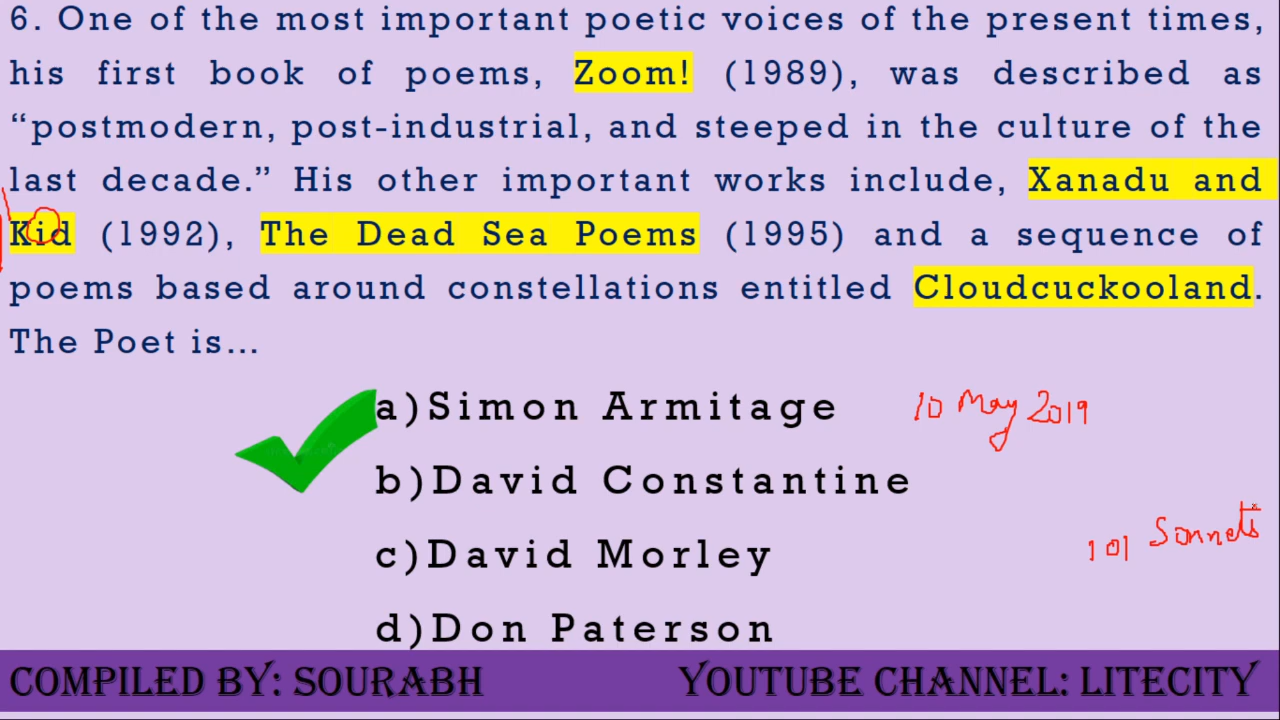 6. One of the most important poetic voices of the present times,
his first book of poems, Zoom! (1989), was described as
“postmodern, post-industrial, and steeped in the culture of the
last decade.” His other important works include, Xanadu and
Kid (1992), The Dead Sea Poems (1995) and a sequence of
poems based around constellations entitled Cloudcuckooland.
The Poet is...
a)Simon Armitage 10 May 2019
b)David Constantine
101 Sonnets
c)David Morley
d)Don Paterson
COMPILED BY: SOURABH YOUTUBE CHANNEL: LITECITY